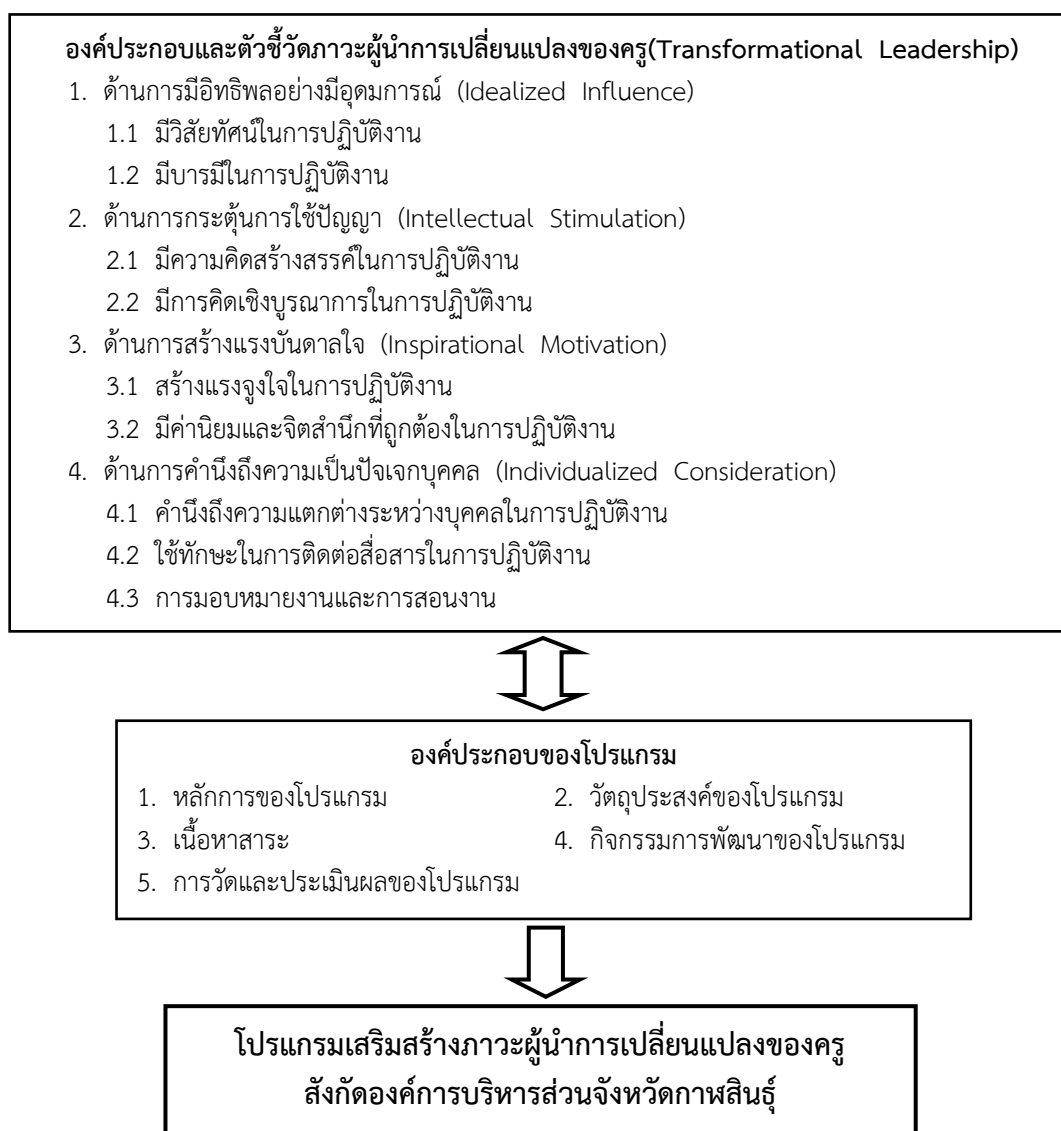 องค์ประกอบและตัวชี้วัดภาวะผู้นำการเปลี่ยนแปลงของครู(Transformational Leadership)
1. ด้านการมีอิทธิพลอย่างมีอุดมการณ์ (Idealized Influence)
1.1 มีวิสัยทัศน์ในการปฏิบัติงาน
1.2 มีบารมีในการปฏิบัติงาน
2. ด้านการกระตุ้นการใช้ปัญญา (Intellectual Stimulation)
2.1 มีความคิดสร้างสรรค์ในการปฏิบัติงาน
2.2 มีการคิดเชิงบูรณาการในการปฏิบัติงาน
3. ด้านการสร้างแรงบันดาลใจ (Inspirational Motivation)
3.1 สร้างแรงจูงใจในการปฏิบัติงาน
3.2 มีค่านิยมและจิตสำนึกที่ถูกต้องในการปฏิบัติงาน
4. ด้านการคำนึงถึงความเป็นปัจเจกบุคคล (Individualized Consideration)
4.1 คำนึงถึงความแตกต่างระหว่างบุคคลในการปฏิบัติงาน
4.2 ใช้ทักษะในการติดต่อสื่อสารในการปฏิบัติงาน
4.3 การมอบหมายงานและการสอนงาน
องค์ประกอบของโปรแกรม
1. หลักการของโปรแกรม 2. วัตถุประสงค์ของโปรแกรม
3. เนื้อหาสาระ 4. กิจกรรมการพัฒนาของโปรแกรม
5. การวัดและประเมินผลของโปรแกรม
โปรแกรมเสริมสร้างภาวะผู้นำการเปลี่ยนแปลงของครู
สังกัดองค์การบริหารส่วนจังหวัดกาฬสินธุ์